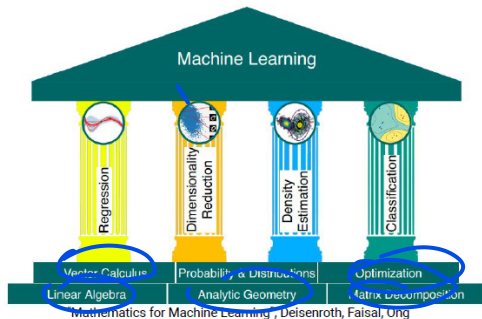 Machine Learning
Regression
Dimensionality
Reduction
Density
Estimation
Classification
Vector Calculus
Probability & Distributions
Optimization
Linear Algebra
Analytic Geometry
Matrix Decomposition
"Mathematics for Machine Learning", Deisenroth, Faisal, Ong